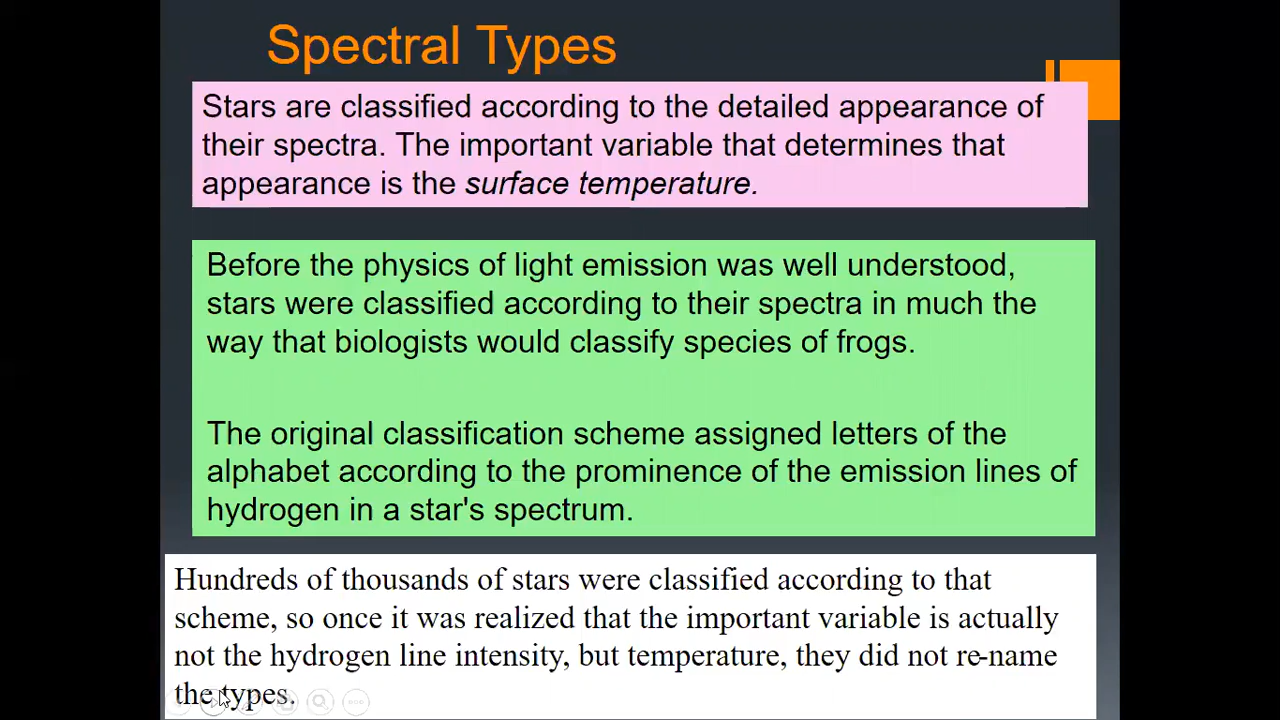 Spectral Types
Stars are classified according to the detailed appearance of
their spectra. The important variable that determines that
appearance is the surface temperature.
Before the physics of light emission was well understood,
stars were classified according to their spectra in much the
way that biologists would classify species of frogs.
The original classification scheme assigned letters of the
alphabet according to the prominence of the emission lines of
hydrogen in a star's spectrum.
Hundreds of thousands of stars were classified according to that
scheme, so once it was realized that the important variable is actually
not the hydrogen line intensity, but temperature, they did not re-name
the types.